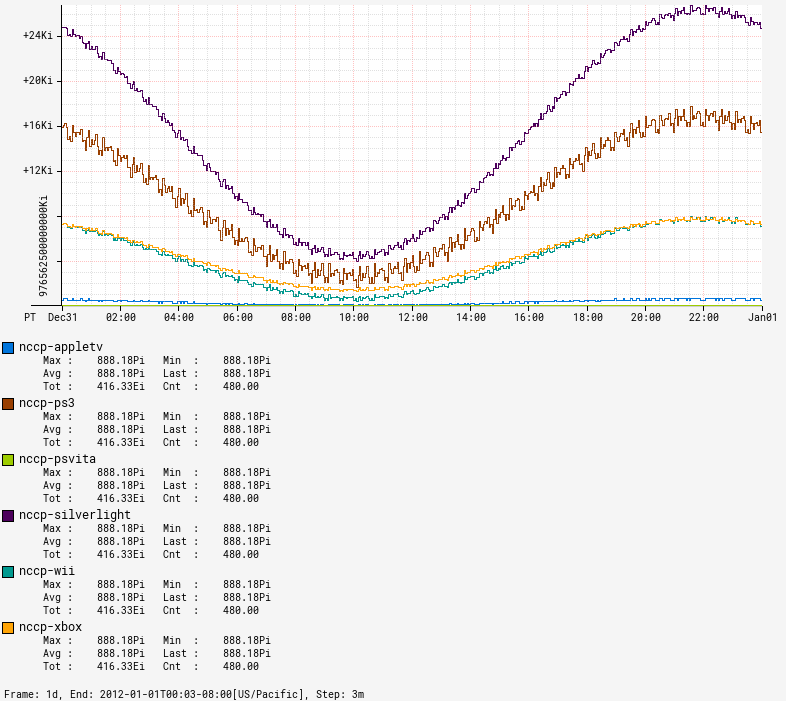 +24Ki
+20Ki
+16Ki
+12Ki
976562500000000Ki
PT Dec31 02:00 04:00 06:00 08:00 10:00 12:00 14:00 16:00 18:00 20:00 22:00 Jan01
nccp-appletv
Max : 888.18Pi Min : 888.18Pi
Avg : 888.18Pi Last : 888.18Pi
Tot : 416.33Ei Cnt : 480.00
nccp-ps3
Max : 888.18Pi Min : 888.18Pi
Avg : 888.18Pi Last : 888.18Pi
Tot : 416.33Ei Cnt : 480.00
nccp-psvita
Max : 888.18Pi Min : 888.18Pi
Avg : 888.18Pi Last : 888.18Pi
Tot : 416.33Ei Cnt : 480.00
nccp-silverlight
Max : 888.18Pi Min : 888.18Pi
Avg : 888.18Pi Last : 888.18Pi
Tot : 416.33Ei Cnt : 480.00
nccp-wii
Max : 888.18Pi Min : 888.18Pi
Avg : 888.18Pi Last : 888.18Pi
Tot : 416.33Ei Cnt : 480.00
nccp-xbox
Max : 888.18Pi Min : 888.18Pi
Avg : 888.18Pi Last : 888.18Pi
Tot : 416.33Ei Cnt : 480.00
Frame: 1d, End: 2012-01-01T00:03-08:00[US/Pacific], Step: 3m